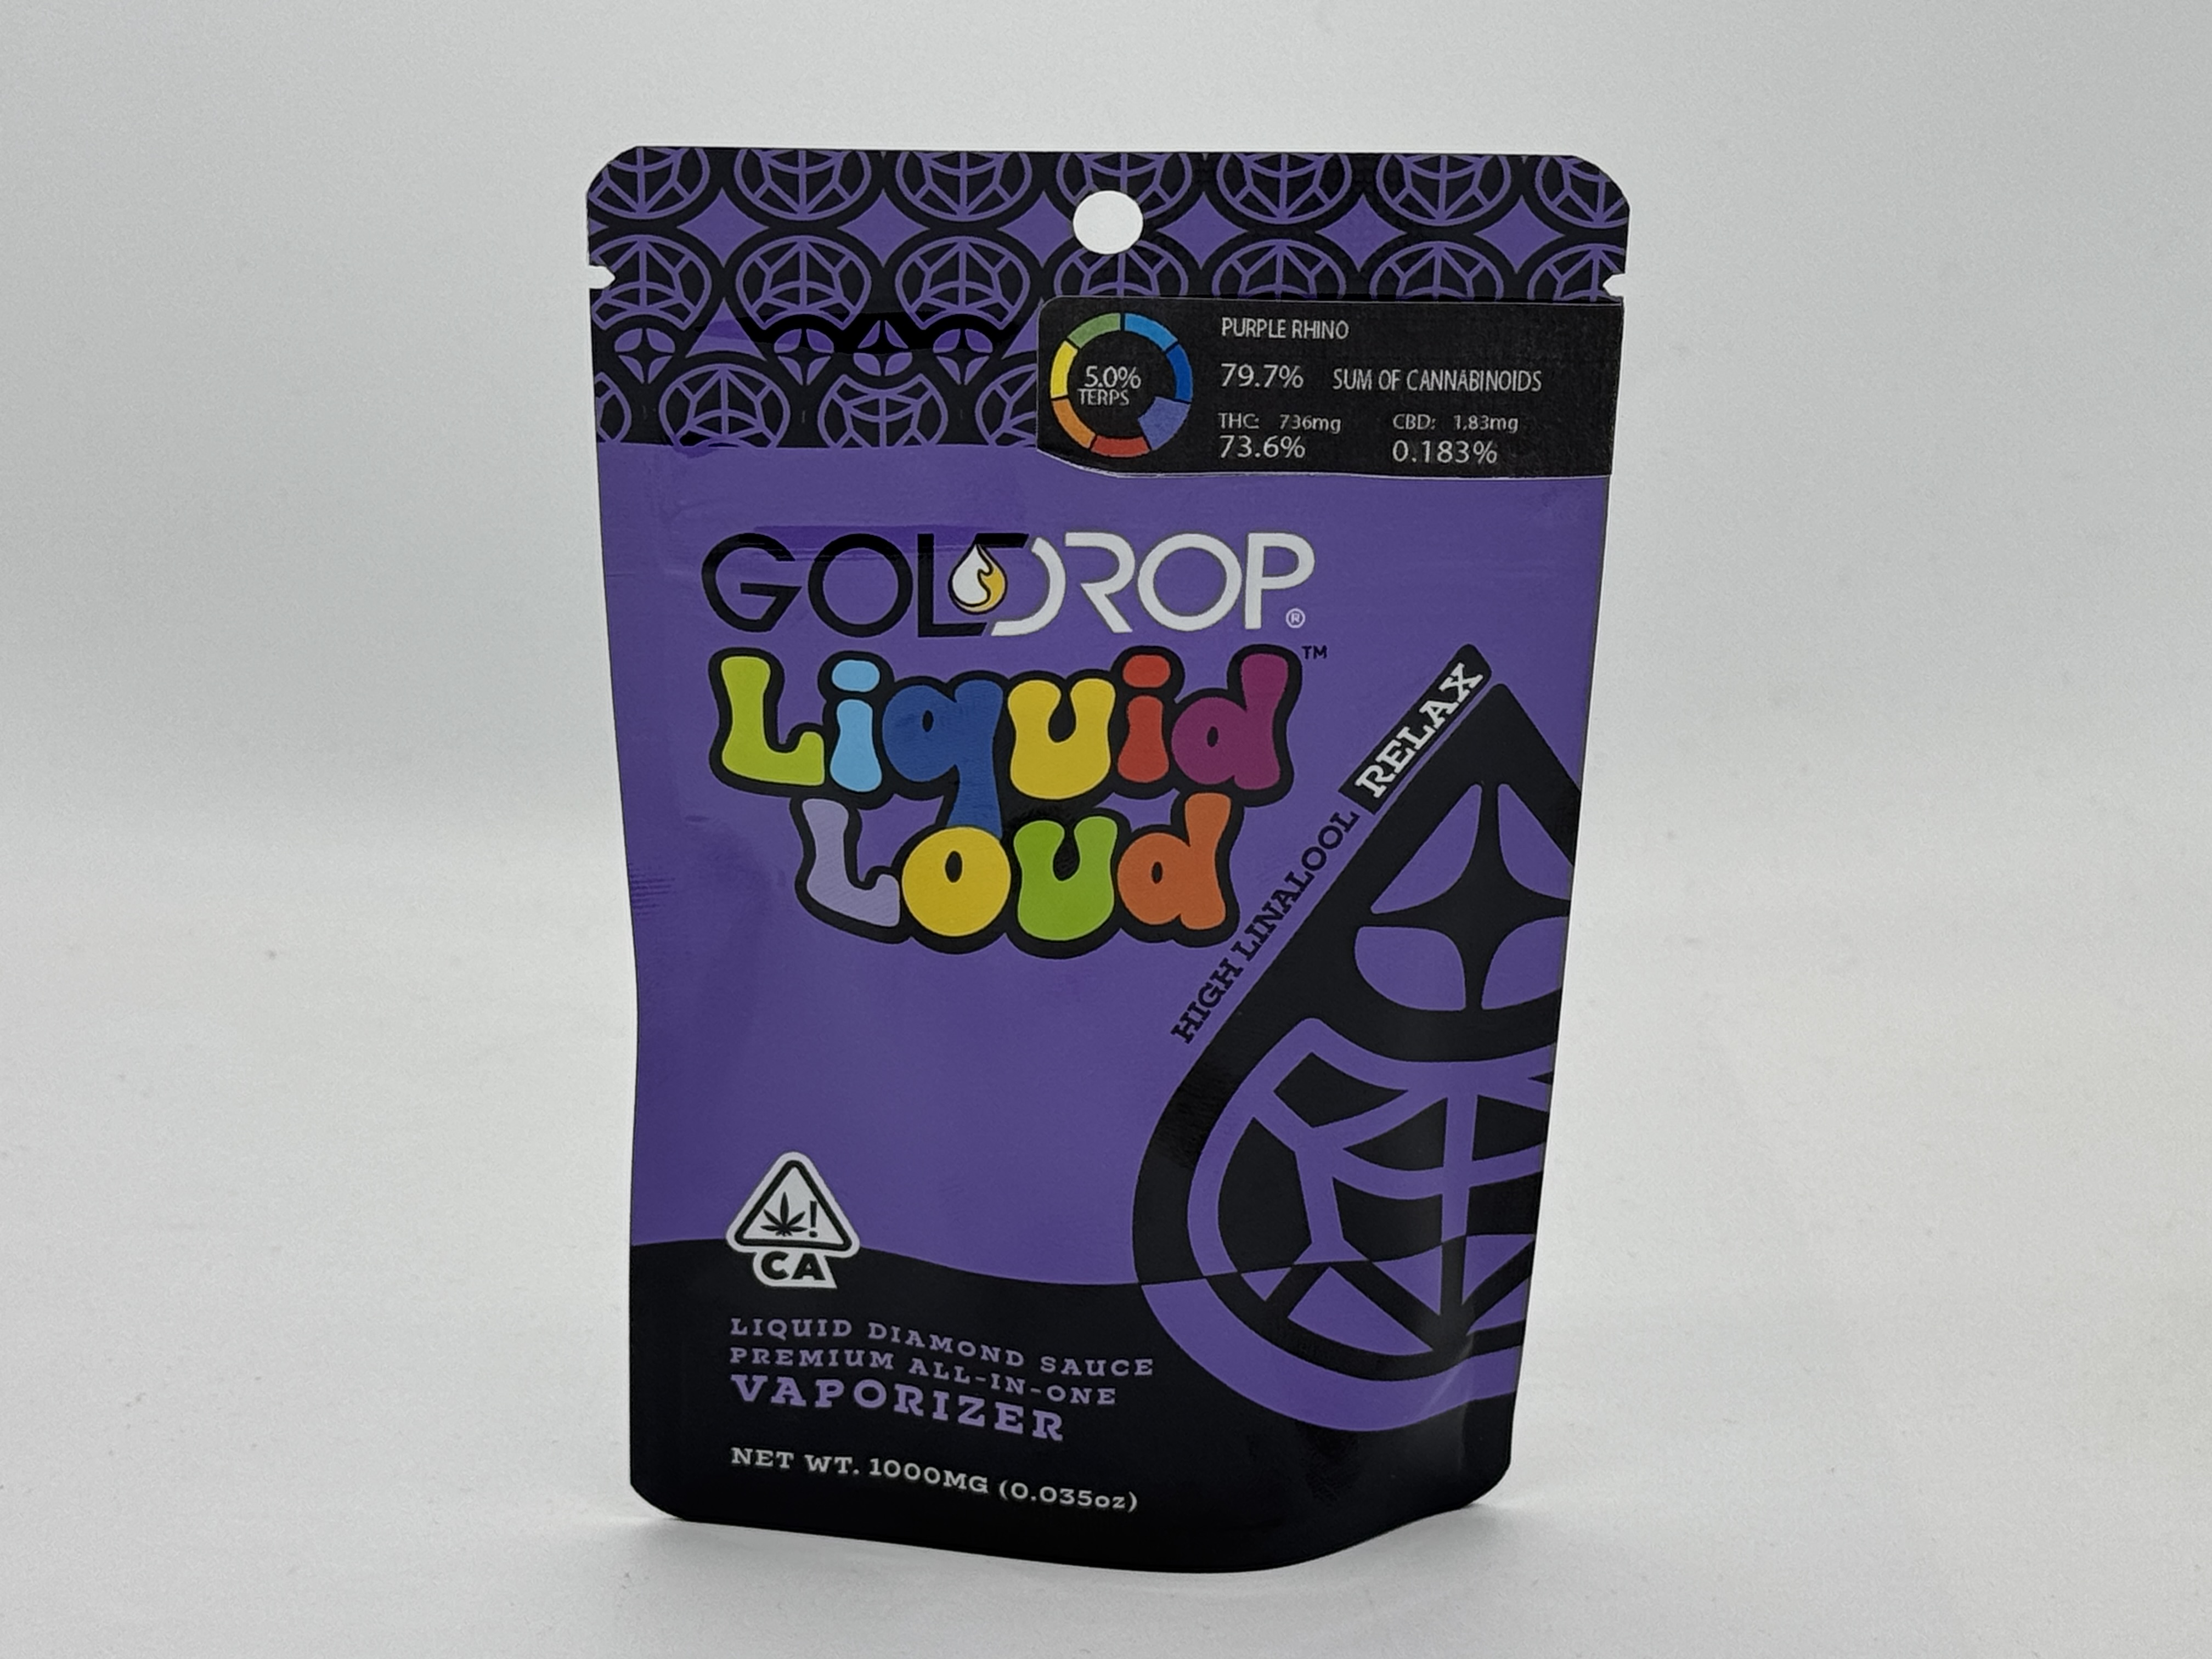 PURPLE RHINO
5.0%
TERPS
79.7% SUM OF CANNABINOIDS
THC: 736mg CBD: 1.83mg
73.6% 0.183%
GOLDROP®
Liquid™
Loud
HIGH LINALOOL RELAX
!
CA
LIQUID DIAMOND SAUCE
PREMIUM ALL-IN-ONE
VAPORIZER
NET WT. 1000MG (0.035oz)